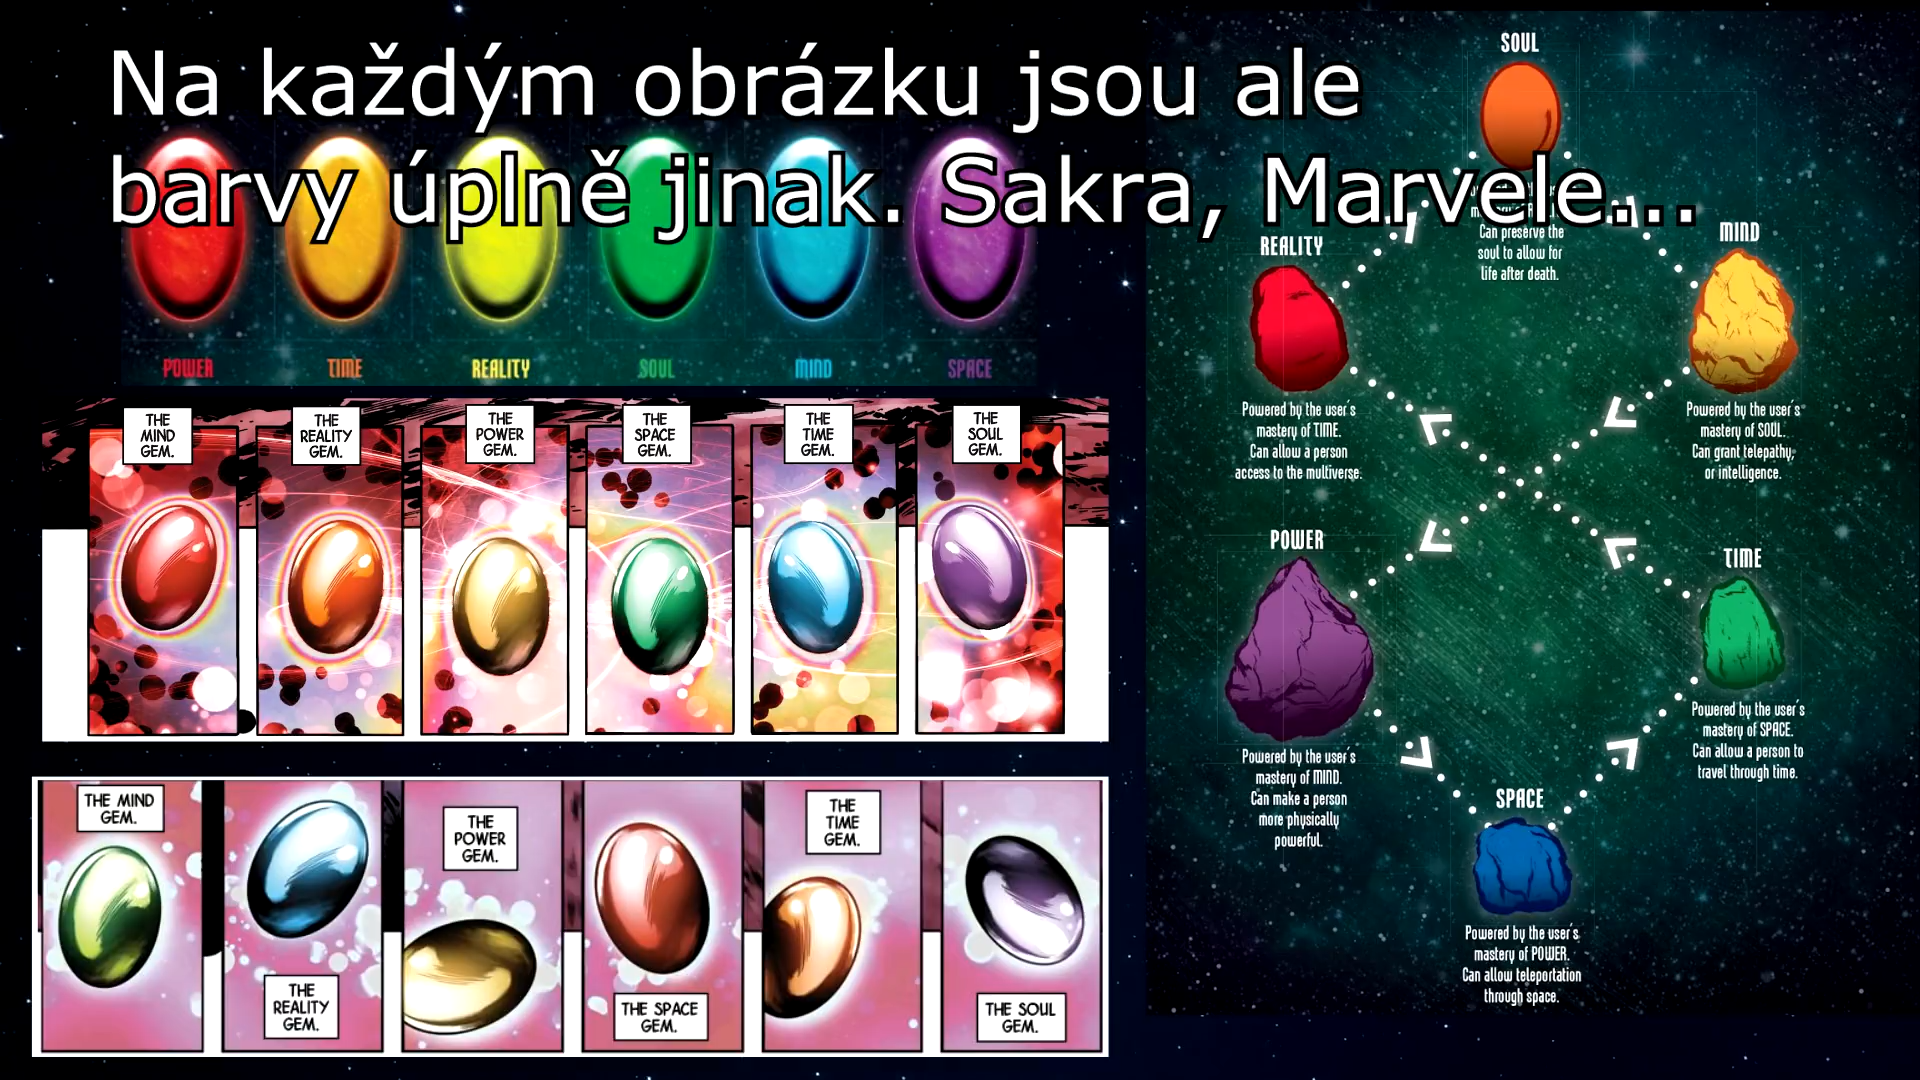 Na každým obrázku jsou ale
barvy úplně jinak. Sakra, Marvele...
POWER
TIME
REALITY
SOUL
MIND
SPACE
THE
MIND
GEM.
THE
REALITY
GEM.
THE
POWER
GEM.
THE
SPACE
GEM.
THE
TIME
GEM.
THE
SOUL
GEM.
THE MIND
GEM.
THE
REALITY
GEM.
THE
POWER
GEM.
THE SPACE
GEM.
THE
TIME
GEM.
THE SOUL
GEM.
SOUL
Can preserve the
soul to allow for
life after death.
REALITY
Powered by the user's
mastery of TIME.
Can allow a person
access to the multiverse.
MIND
Powered by the user's
mastery of SOUL.
Can grant telepathy,
or intelligence.
POWER
Powered by the user's
mastery of MIND.
Can make a person
more physically
powerful.
TIME
Powered by the user's
mastery of SPACE.
Can allow a person to
travel through time.
SPACE
Powered by the user's
mastery of POWER.
Can allow teleportation
through space.